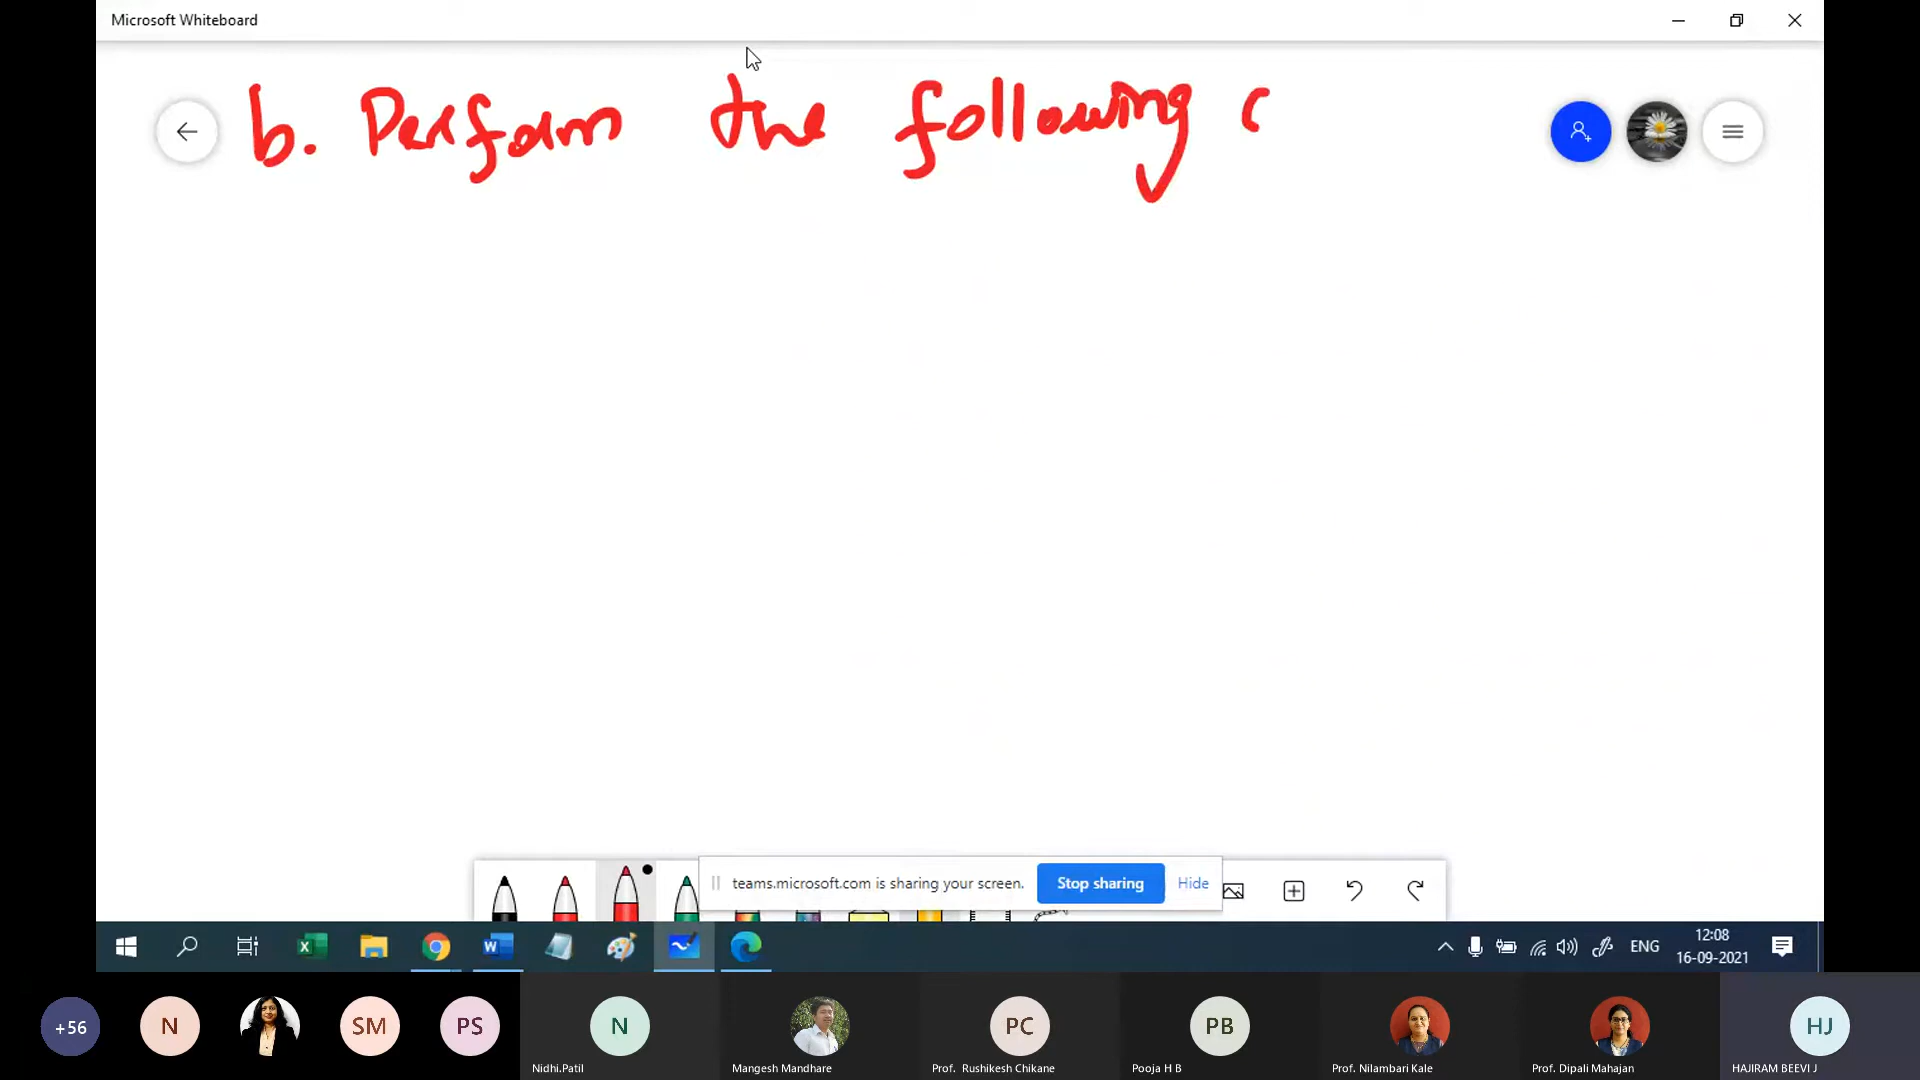 Microsoft Whiteboard
b. Perform the following
teams.microsoft.com is sharing your screen. Stop sharing Hide
ENG
12:08
16-09-2021
+56 N SM PS N PC PB HJ
Nidhi.Patil Mangesh Mandhare Prof. Rushikesh Chikane Pooja H B Prof. Nilambari Kale Prof. Dipali Mahajan HAJIRAM BEEVI J